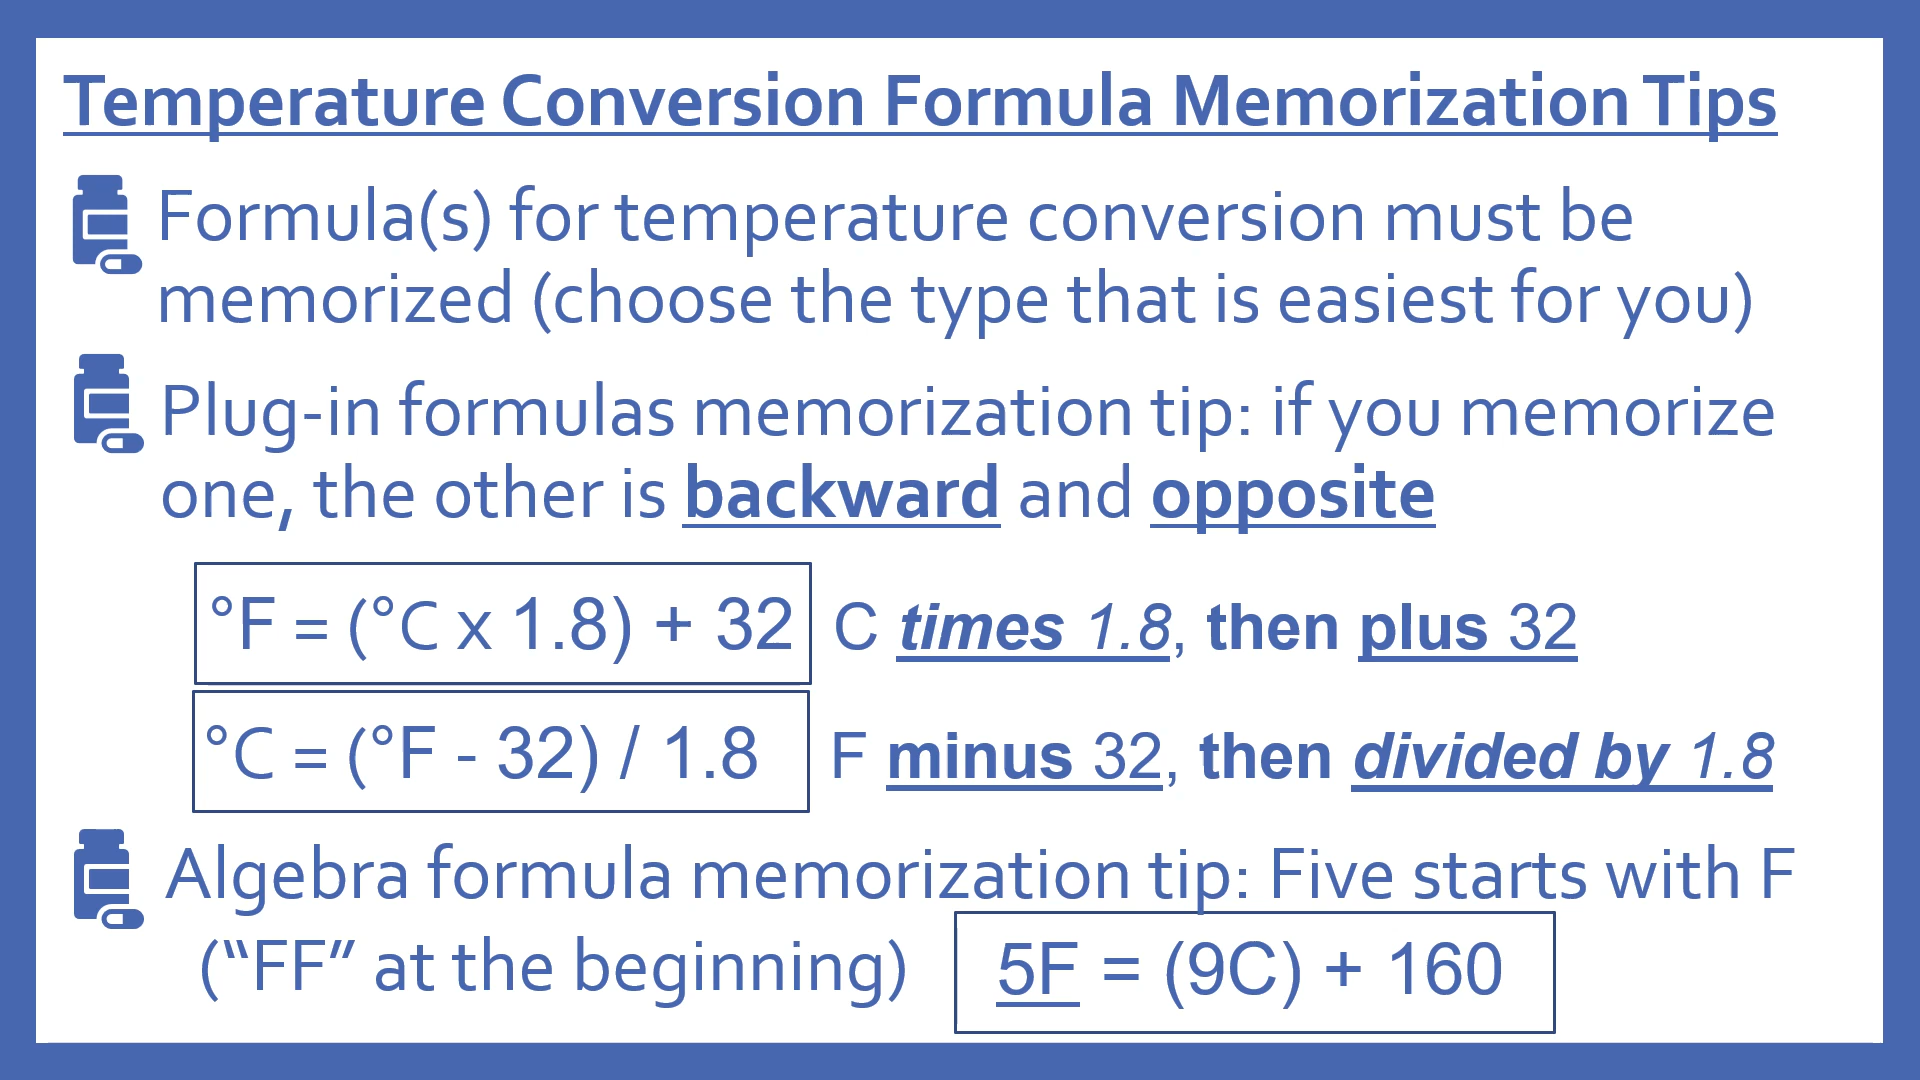 Temperature Conversion Formula Memorization Tips
Formula(s) for temperature conversion must be
memorized (choose the type that is easiest for you)
Plug-in formulas memorization tip: if you memorize
one, the other is backward and opposite
°F = (°C x 1.8) + 32 C times 1.8, then plus 32
°C = (°F - 32) / 1.8 F minus 32, then divided by 1.8
Algebra formula memorization tip: Five starts with F
(“FF” at the beginning) 5F = (9C) + 160